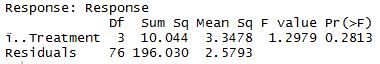 Response: Response
Df Sum Sq Mean Sq F value Pr(>F)
ï..Treatment 3 10.044 3.3478 1.2979 0.2813
Residuals 76 196.030 2.5793